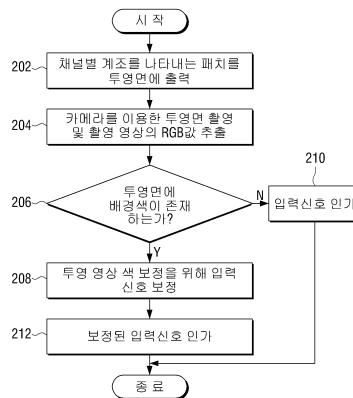 시 작
202
채널별 계조를 나타내는 패치를
투영면에 출력
204
카메라를 이용한 투영면 촬영
및 촬영 영상의 RGB값 추출
206
투영면에
배경색이 존재
하는가?
N
210
입력신호 인가
Y
208
투영 영상 색 보정을 위해 입력
신호 보정
212
보정된 입력신호 인가
종 료